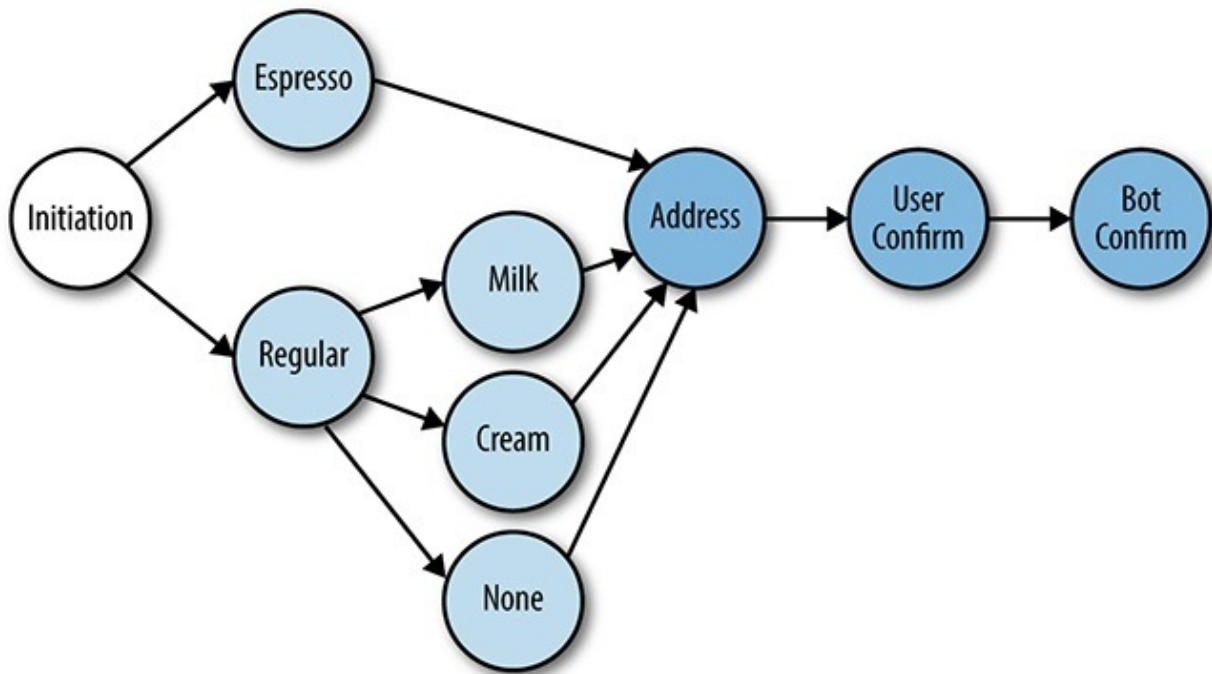 Espresso
Initiation
Regular
Milk
Cream
None
Address
User
Confirm
Bot
Confirm